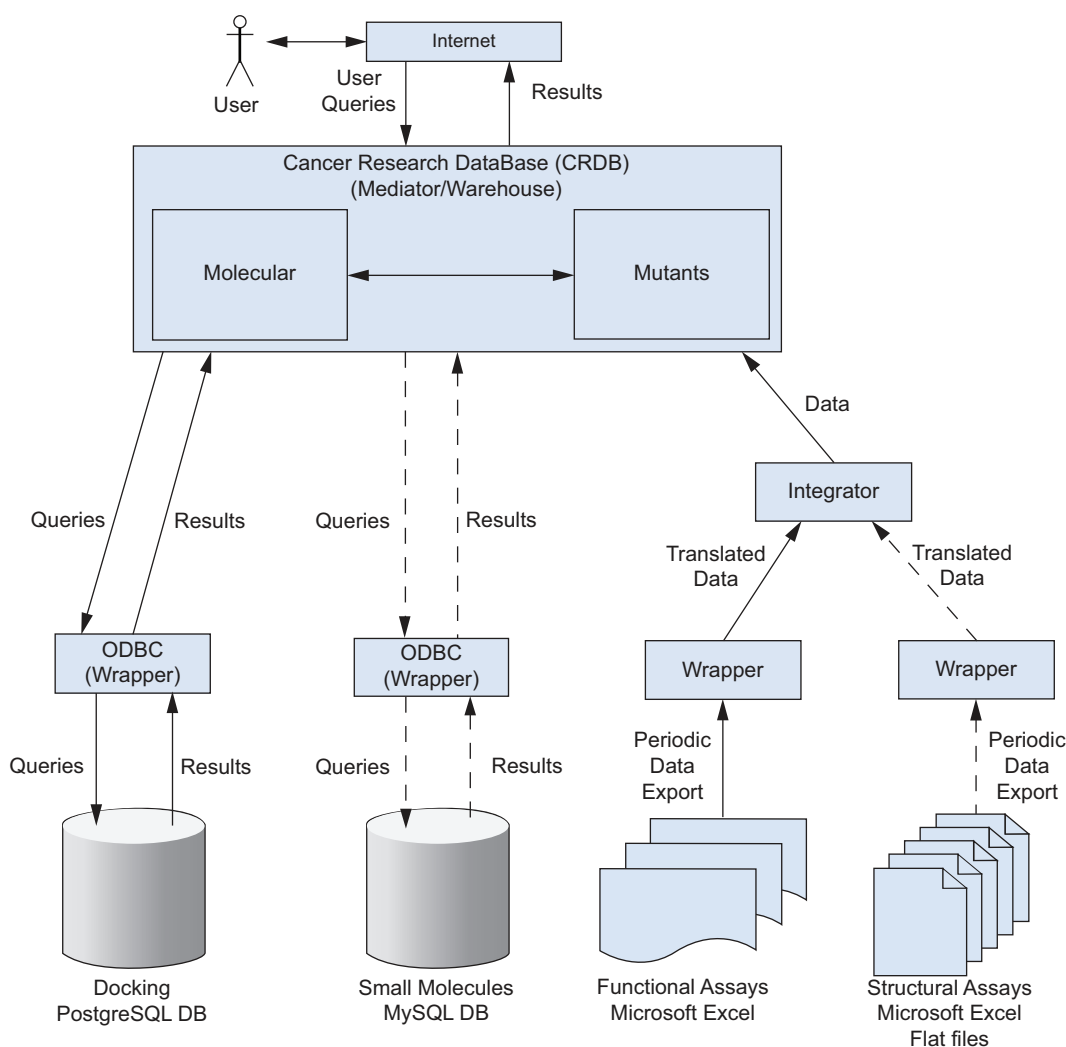 Internet
User
User
Queries
Results
Cancer Research DataBase (CRDB)
(Mediator/Warehouse)
Molecular
Mutants
Data
Integrator
Queries
Results
Queries
Results
Translated
Data
Translated
Data
ODBC
(Wrapper)
ODBC
(Wrapper)
Wrapper
Wrapper
Queries
Results
Queries
Results
Periodic
Data
Export
Periodic
Data
Export
Docking
PostgreSQL DB
Small Molecules
MySQL DB
Functional Assays
Microsoft Excel
Structural Assays
Microsoft Excel
Flat files